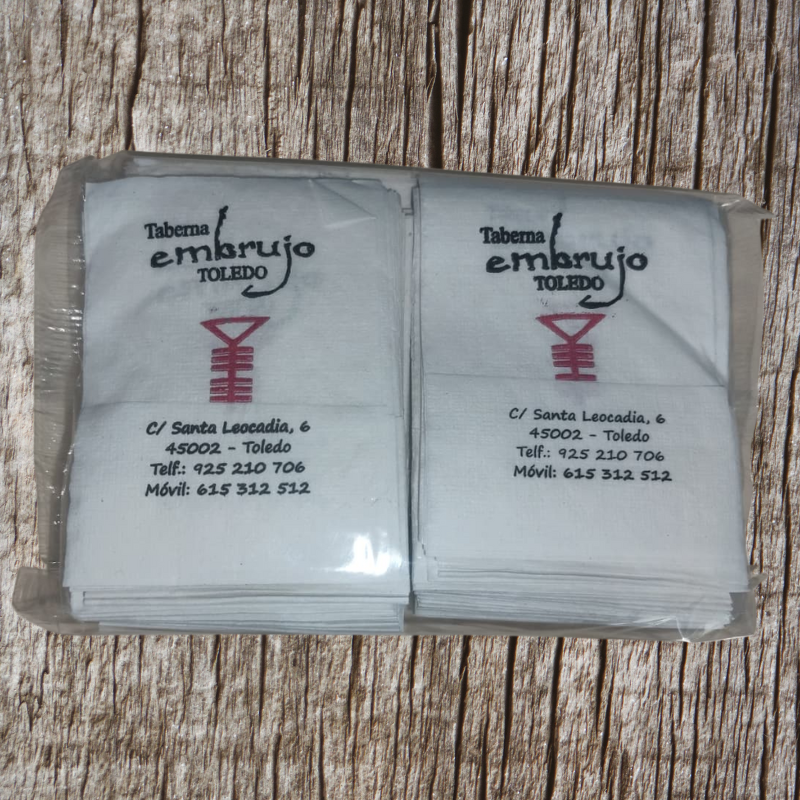 Taberna
embrujo
TOLEDO
C/ Santa Leocadia, 6
45002 - Toledo
Telf.: 925 210 706
Móvil: 615 312 512
Taberna
embrujo
TOLEDO
C/ Santa Leocadia, 6
45002 - Toledo
Telf.: 925 210 706
Móvil: 615 312 512